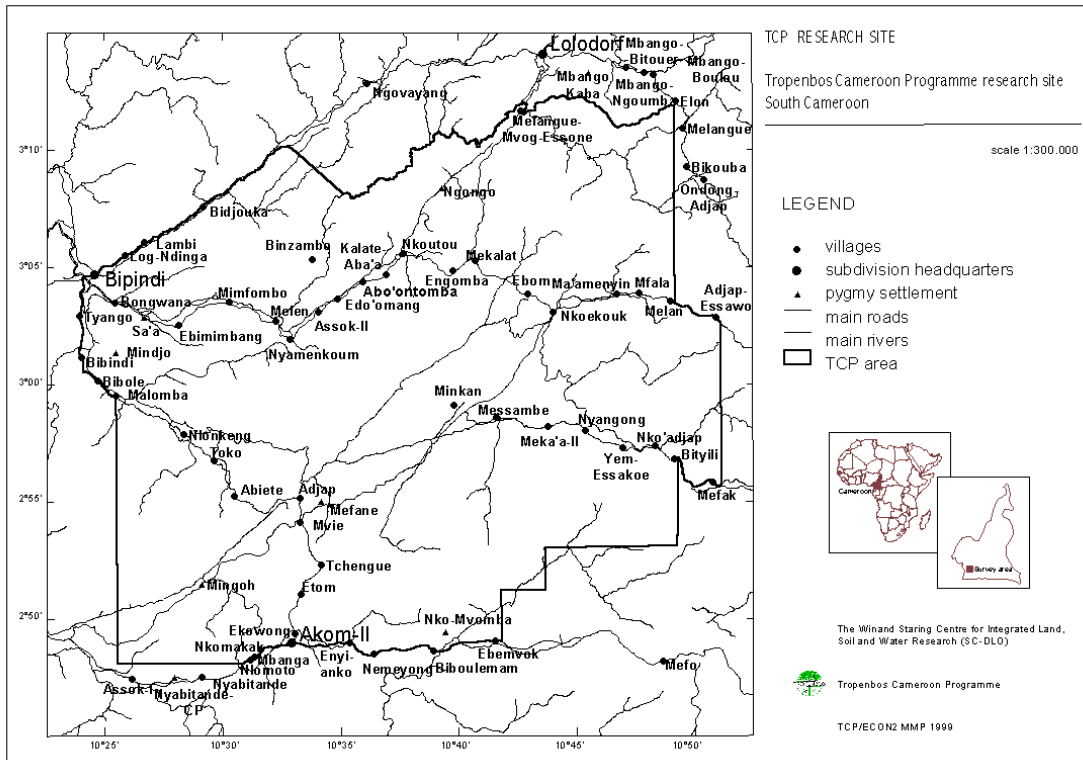 TCP RESEARCH SITE
Tropenbos Cameroon Programme research site
South Cameroon
scale 1:300.000
LEGEND
villages
subdivision headquarters
pygmy settlement
main roads
main rivers
TCP area
Cameroon
Survey area
The Winand Staring Centre for Integrated Land,
Soil and Water Research (SC-DLO)
Tropenbos Cameroon Programme
TCP/ECON2 MMP 1999
Lolodorf
Mbango-
Bitouer
Mbango-
Boulou
Mbango
Kaba
Mbango-
Ngoumba
Elon
Ngovayang
Melangue-
Mvog-Essone
Melangue
3°10'
Bikouba
Ondong
Adjap
Ngongo
Bidjouka
Lambi
Log-Ndinga
Binzambo
Kalate-
Aba'a
Nkoutou
Mekalat
3°05'
Bipindi
Engomba
Abo'ontomba
Edo'omang
Ebom
Ma'amenyin
Mfala
Adjap-
Essawo
Bongwana
Mimfombo
Melen
Assok-II
Nkoekouk
Melan
Tyango
Sa'a
Ebimimbang
Nyamenkoum
Mindjo
Bibindi
3°00'
Bibole
Malomba
Minkan
Messambe
Nyangong
Nlonkeng
Meka'a-II
Nko'adjap
Toko
Yem-
Essakoe
Bityili
2°55'
Abiete
Adjap
Mefane
Mefak
Mvie
Tchengue
Mingoh
Etom
2°50'
Nko-Mvomba
Ekowong
Akom-II
Nkomakak
Mbanga
Nkomoto
Enyi-
anko
Nemeyong
Biboulemam
Ebemvok
Mefo
Assok-I
Nyabitande-
CP
Nyabitande
10°25'
10°30'
10°35'
10°40'
10°45'
10°50'